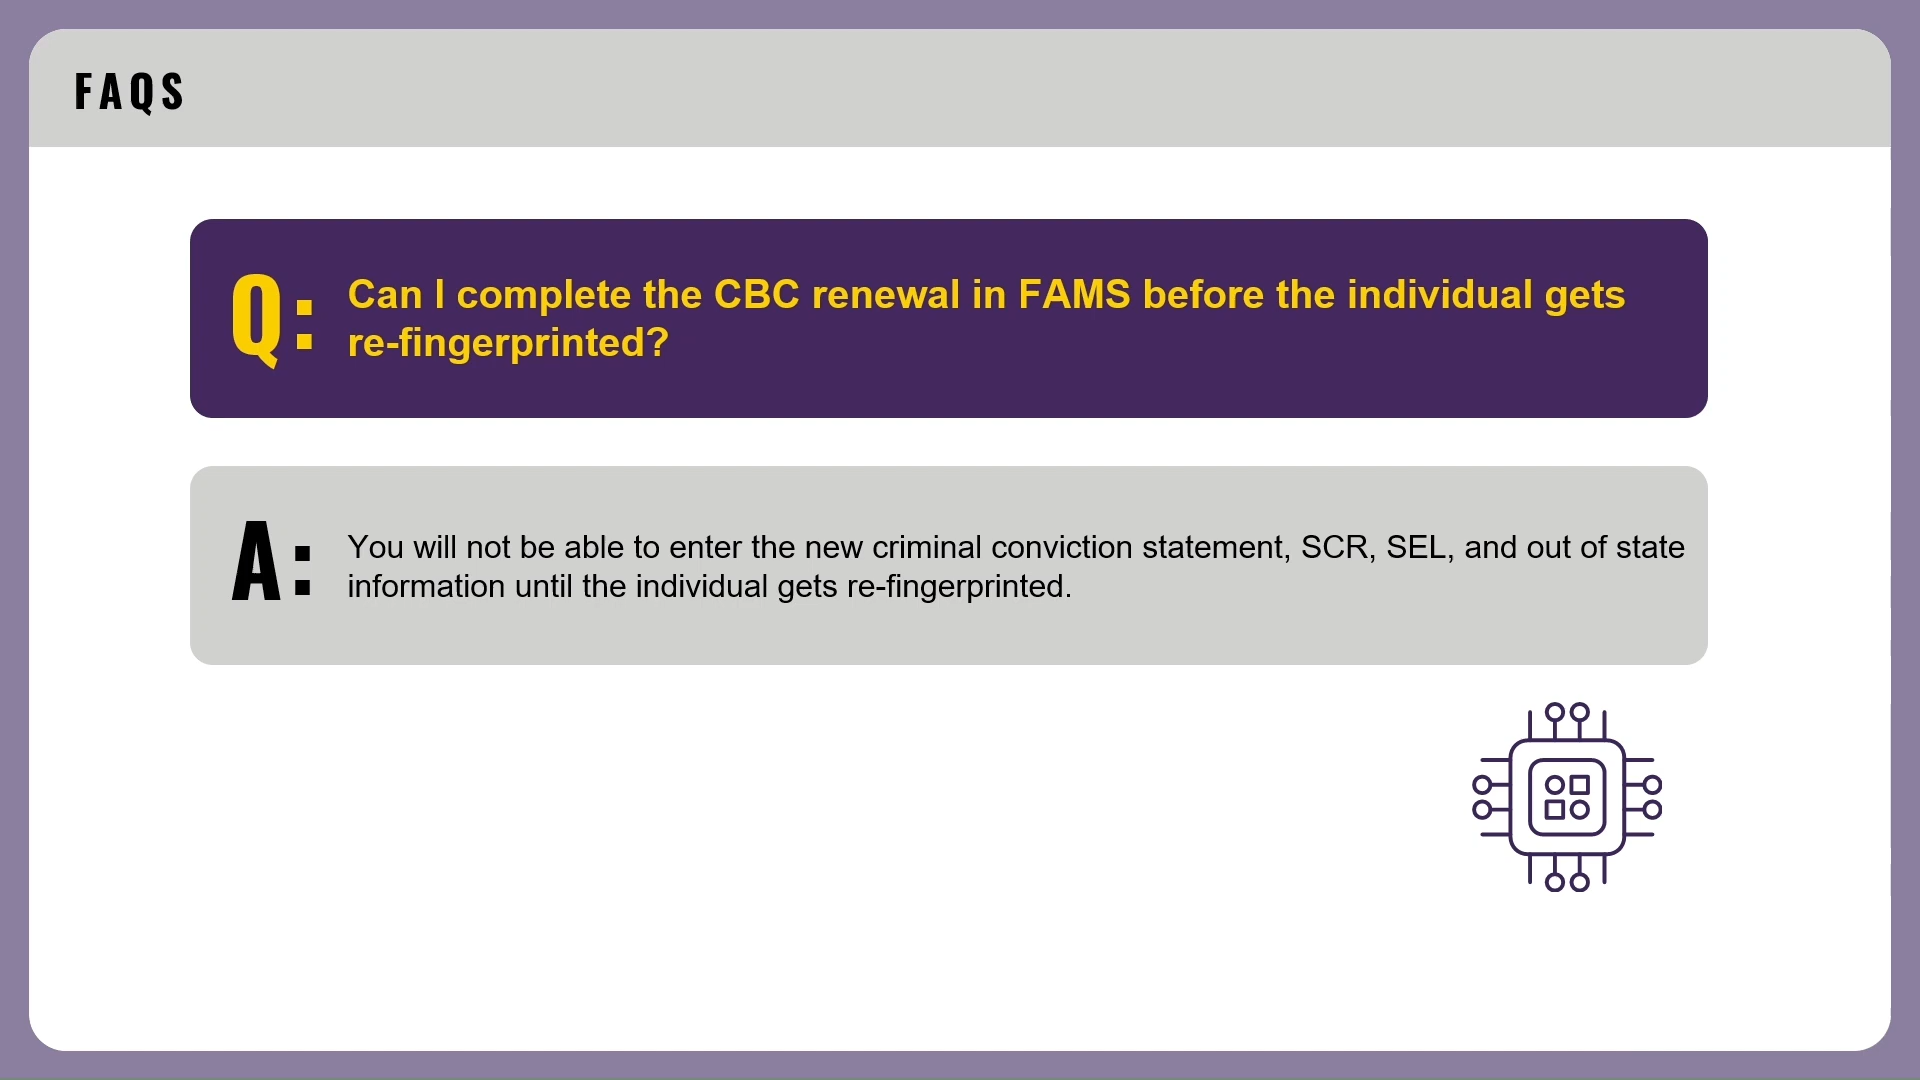 FAQS
Q: Can I complete the CBC renewal in FAMS before the individual gets
re-fingerprinted?
A: You will not be able to enter the new criminal conviction statement, SCR, SEL, and out of state
information until the individual gets re-fingerprinted.